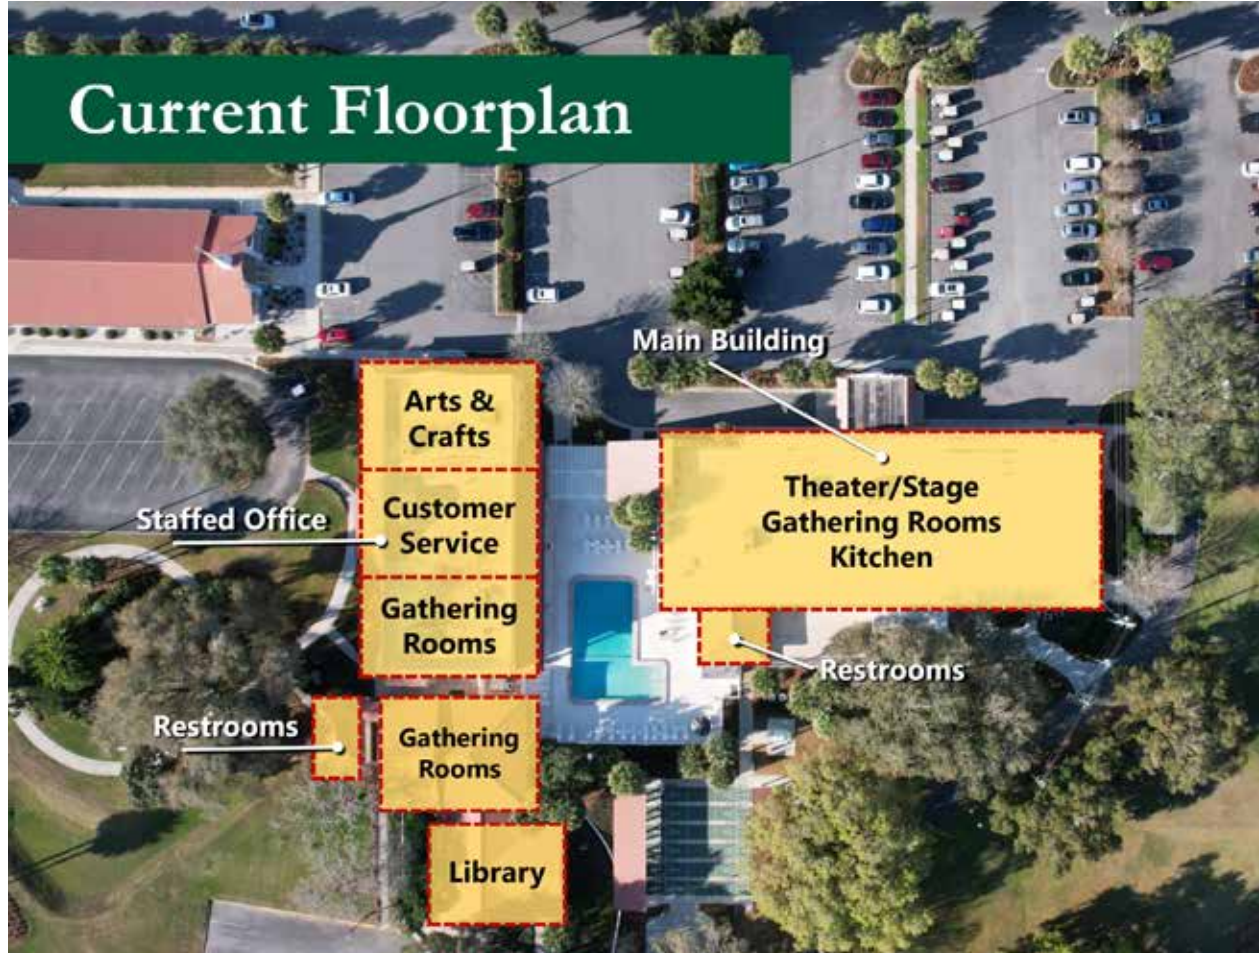 Current Floorplan
Main Building
Arts &
Crafts
Theater/Stage
Gathering Rooms
Kitchen
Staffed Office
Customer
Service
Gathering
Rooms
Restrooms
Restrooms
Gathering
Rooms
Library